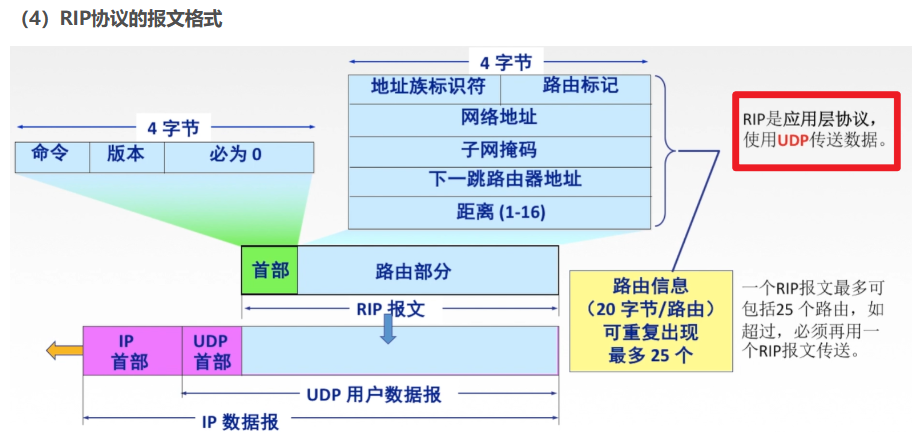 （4）RIP协议的报文格式
4 字节
地址族标识符 路由标记
网络地址
子网掩码
下一跳路由器地址
距离 (1-16)
4 字节
命令 版本 必为 0
RIP是应用层协议，
使用UDP传送数据。
首部 路由部分
RIP 报文
路由信息
（20 字节/路由）
可重复出现
最多 25 个
一个RIP报文最多可
包括25 个路由，如
超过，必须再用一
个RIP报文传送。
IP
首部
UDP
首部
UDP 用户数据报
IP 数据报